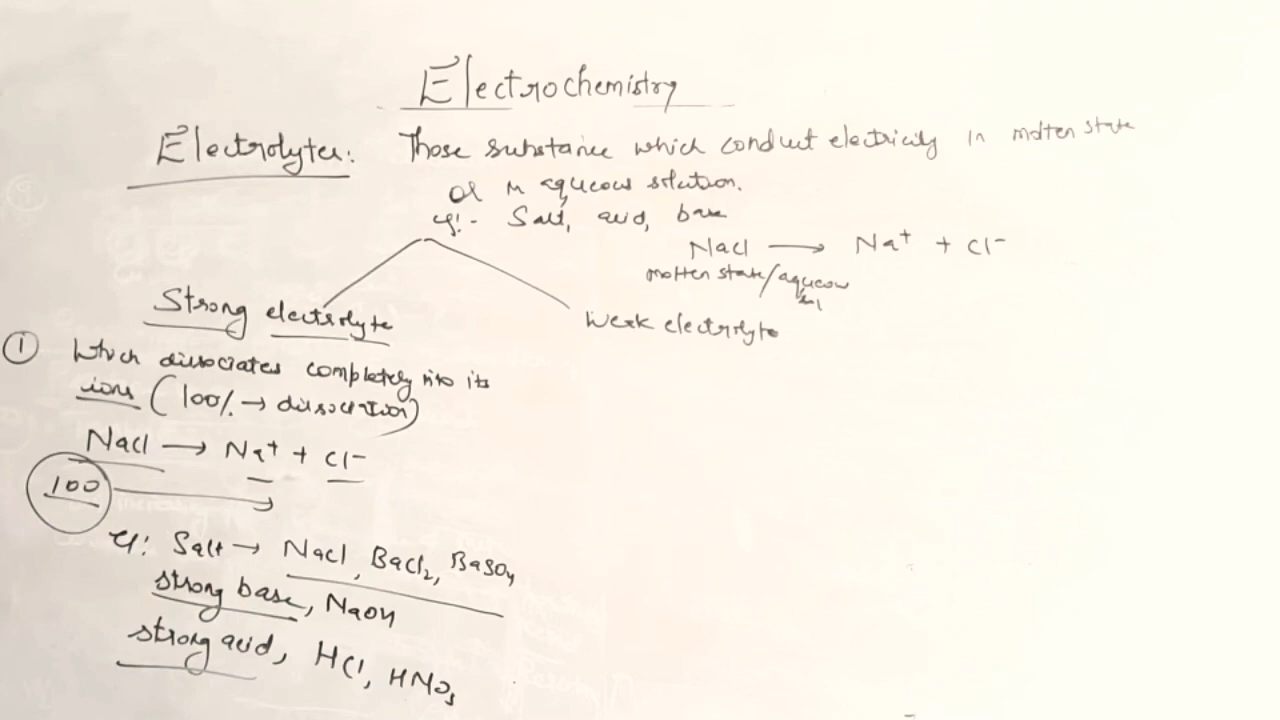 Electrochemistry
Electrolytes: Those substance which conduct electricity in molten state
or in aqueous solution.
eg:- Salt, acid, base
NaCl → Na⁺ + Cl⁻
molten state/aqueous
Strong electrolyte
Weak electrolyte
① Which dissociates completely into its
ions (100% → dissociation)
NaCl → Na⁺ + Cl⁻
100 →
eg: Salt → NaCl, BaCl₂, BaSO₄
strong base, NaOH
strong acid, HCl, HNO₃